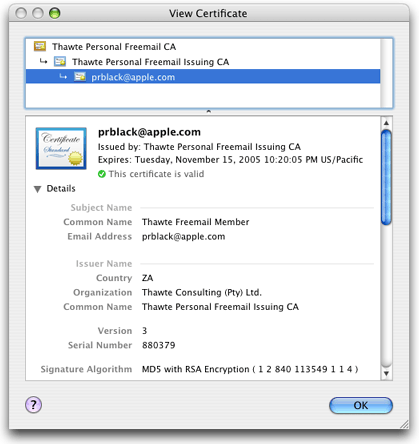 View Certificate
Thawte Personal Freemail CA
Thawte Personal Freemail Issuing CA
prblack@apple.com
Certificate
Standard
prblack@apple.com
Issued by: Thawte Personal Freemail Issuing CA
Expires: Tuesday, November 15, 2005 10:20:05 PM US/Pacific
This certificate is valid
Details
Subject Name
Common Name Thawte Freemail Member
Email Address prblack@apple.com
Issuer Name
Country ZA
Organization Thawte Consulting (Pty) Ltd.
Common Name Thawte Personal Freemail Issuing CA
Version 3
Serial Number 880379
Signature Algorithm MD5 with RSA Encryption ( 1 2 840 113549 1 1 4 )
? OK